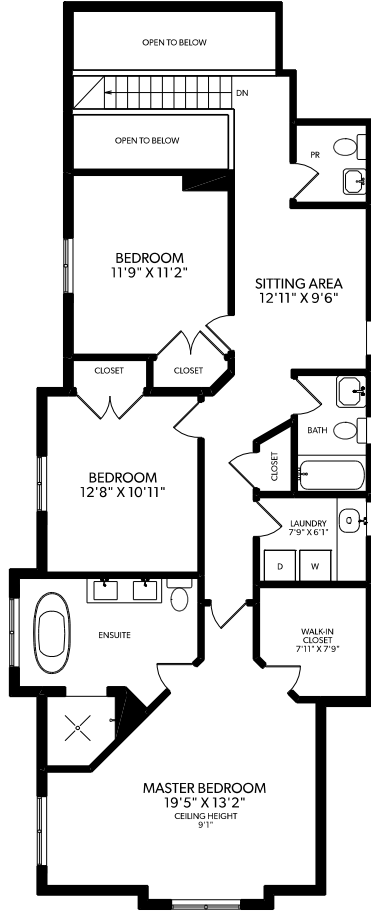 OPEN TO BELOW
DN
OPEN TO BELOW
PR
BEDROOM
11'9" X 11'2"
SITTING AREA
12'11" X 9'6"
CLOSET
CLOSET
BATH
CLOSET
BEDROOM
12'8" X 10'11"
LAUNDRY
7'9" X 6'1"
D
W
ENSUITE
WALK-IN
CLOSET
7'11" X 7'9"
MASTER BEDROOM
19'5" X 13'2"
CEILING HEIGHT
9'1"